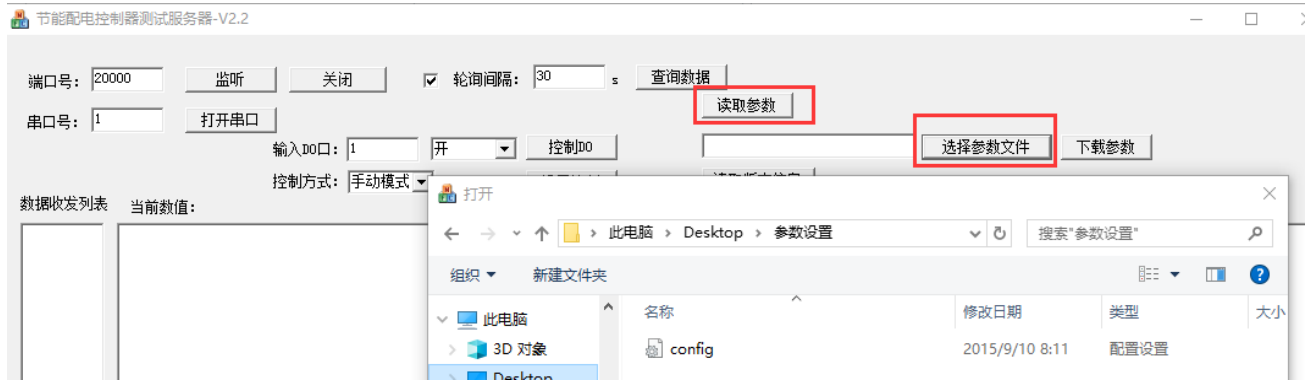 节能配电控制器测试服务器-V2.2
端口号： 20000 监听 关闭 轮询间隔： 30 s 查询数据
读取参数
串口号： 1 打开串口
输入DO口： 1 开 控制DO 选择参数文件 下载参数
控制方式： 手动模式
数据收发列表 当前数值：
打开
此电脑 › Desktop › 参数设置 搜索"参数设置"
组织 新建文件夹
名称 修改日期 类型 大小
此电脑
3D 对象 config 2015/9/10 8:11 配置设置
Desktop